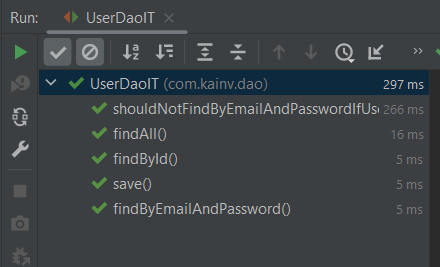 Run: UserDaoIT
UserDaoIT (com.kainv.dao) 297 ms
shouldNotFindByEmailAndPasswordIfUse 266 ms
findAll() 16 ms
findById() 5 ms
save() 5 ms
findByEmailAndPassword() 5 ms